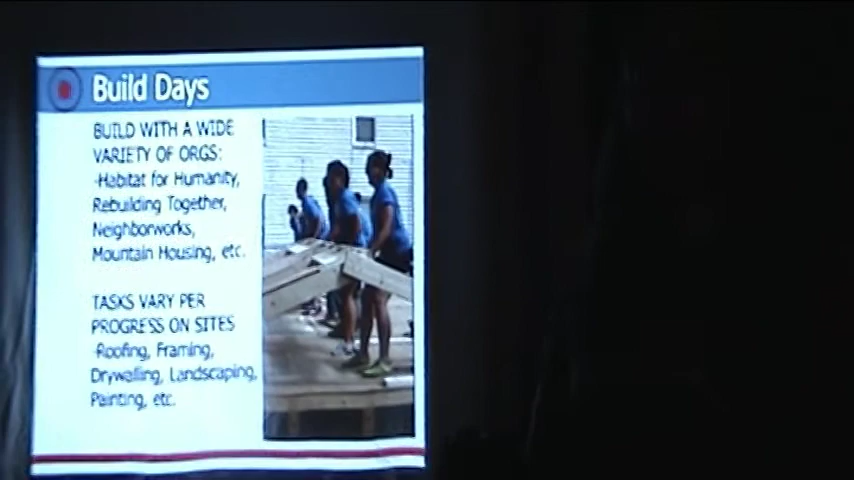 Build Days
BUILD WITH A WIDE
VARIETY OF ORGS:
-Habitat for Humanity,
Rebuilding Together,
Neighborworks,
Mountain Housing, etc.
TASKS VARY PER
PROGRESS ON SITES
-Roofing, Framing,
Drywalling, Landscaping,
Painting, etc.